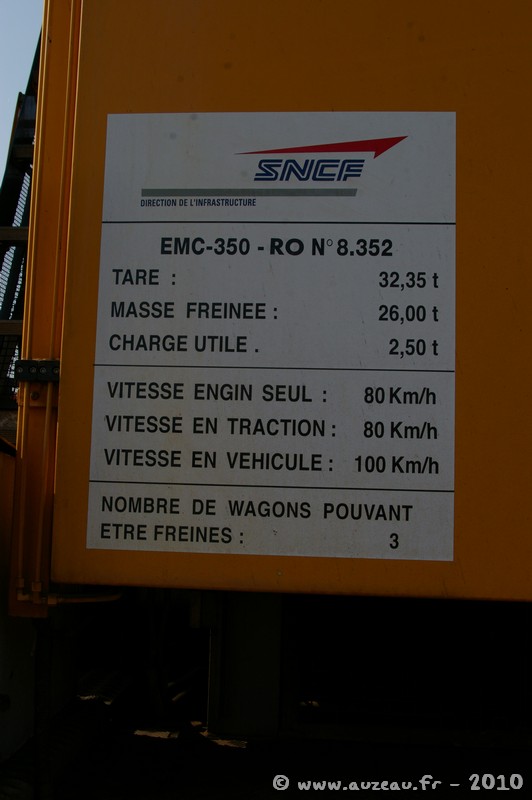 SNCF
DIRECTION DE L'INFRASTRUCTURE
EMC-350 - RO N° 8.352
TARE : 32,35 t
MASSE FREINEE : 26,00 t
CHARGE UTILE . 2,50 t
VITESSE ENGIN SEUL : 80 Km/h
VITESSE EN TRACTION : 80 Km/h
VITESSE EN VEHICULE : 100 Km/h
NOMBRE DE WAGONS POUVANT
ETRE FREINES : 3
© www.auzeau.fr - 2010